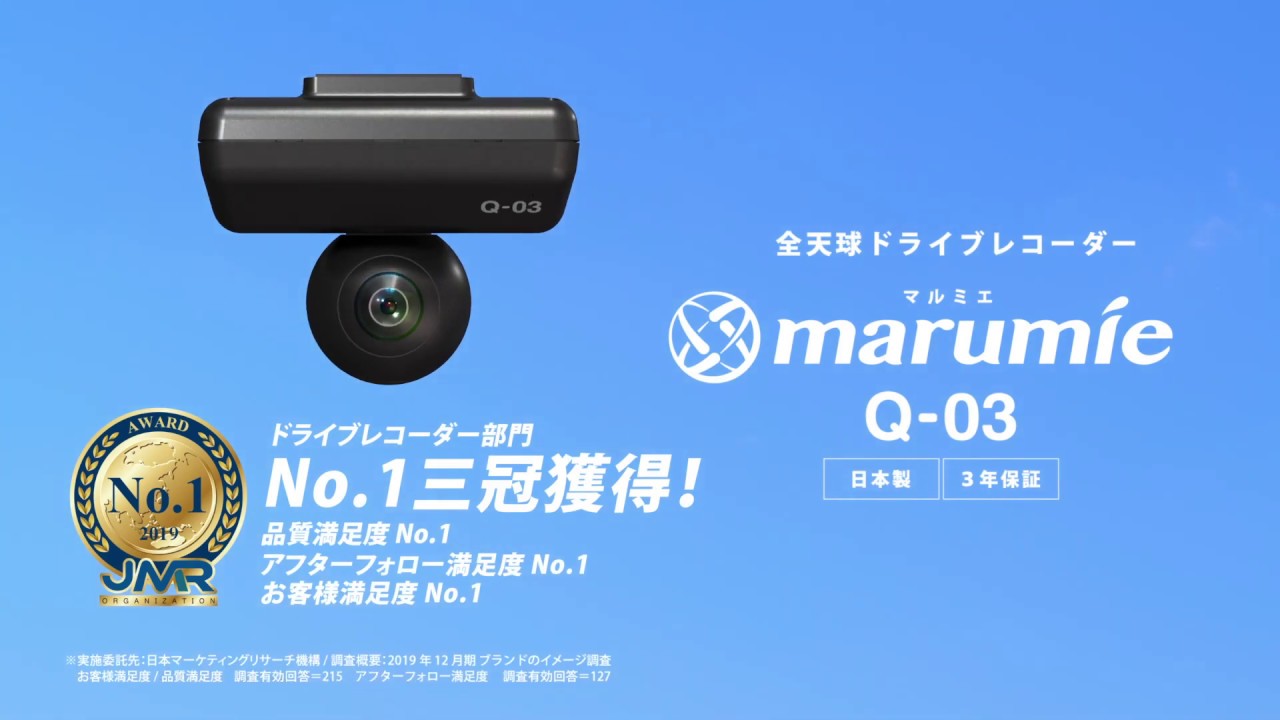 Q-03
全天球ドライブレコーダー
マルミエ
marumie
Q-03
日本製
3年保証
AWARD
No.1
2019
JMR
ORGANIZATION
ドライブレコーダー部門
No.1三冠獲得!
品質満足度 No.1
アフターフォロー満足度 No.1
お客様満足度 No.1
※実施委託先:日本マーケティングリサーチ機構 / 調査概要:2019 年 12 月期 ブランドのイメージ調査
お客様満足度 / 品質満足度 調査有効回答=215 アフターフォロー満足度 調査有効回答=127